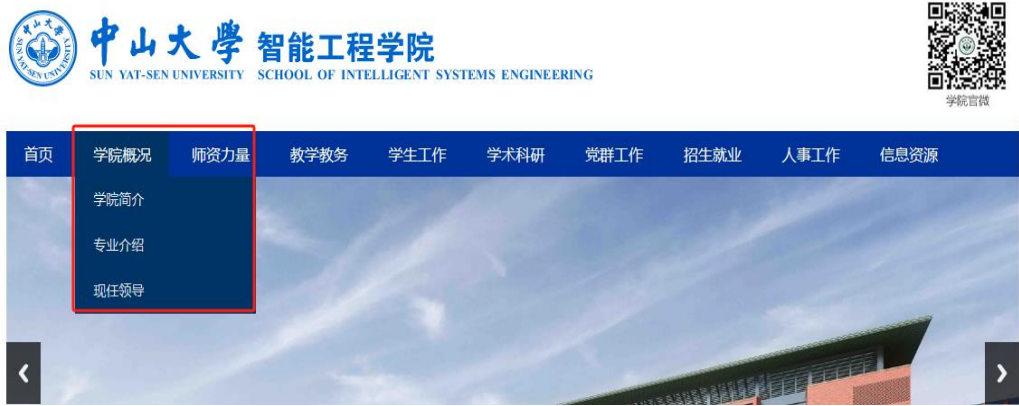 中山大學 智能工程学院
SUN YAT-SEN UNIVERSITY SCHOOL OF INTELLIGENT SYSTEMS ENGINEERING
学院官微
首页 学院概况 师资力量 教学教务 学生工作 学术科研 党群工作 招生就业 人事工作 信息资源
学院简介
专业介绍
现任领导